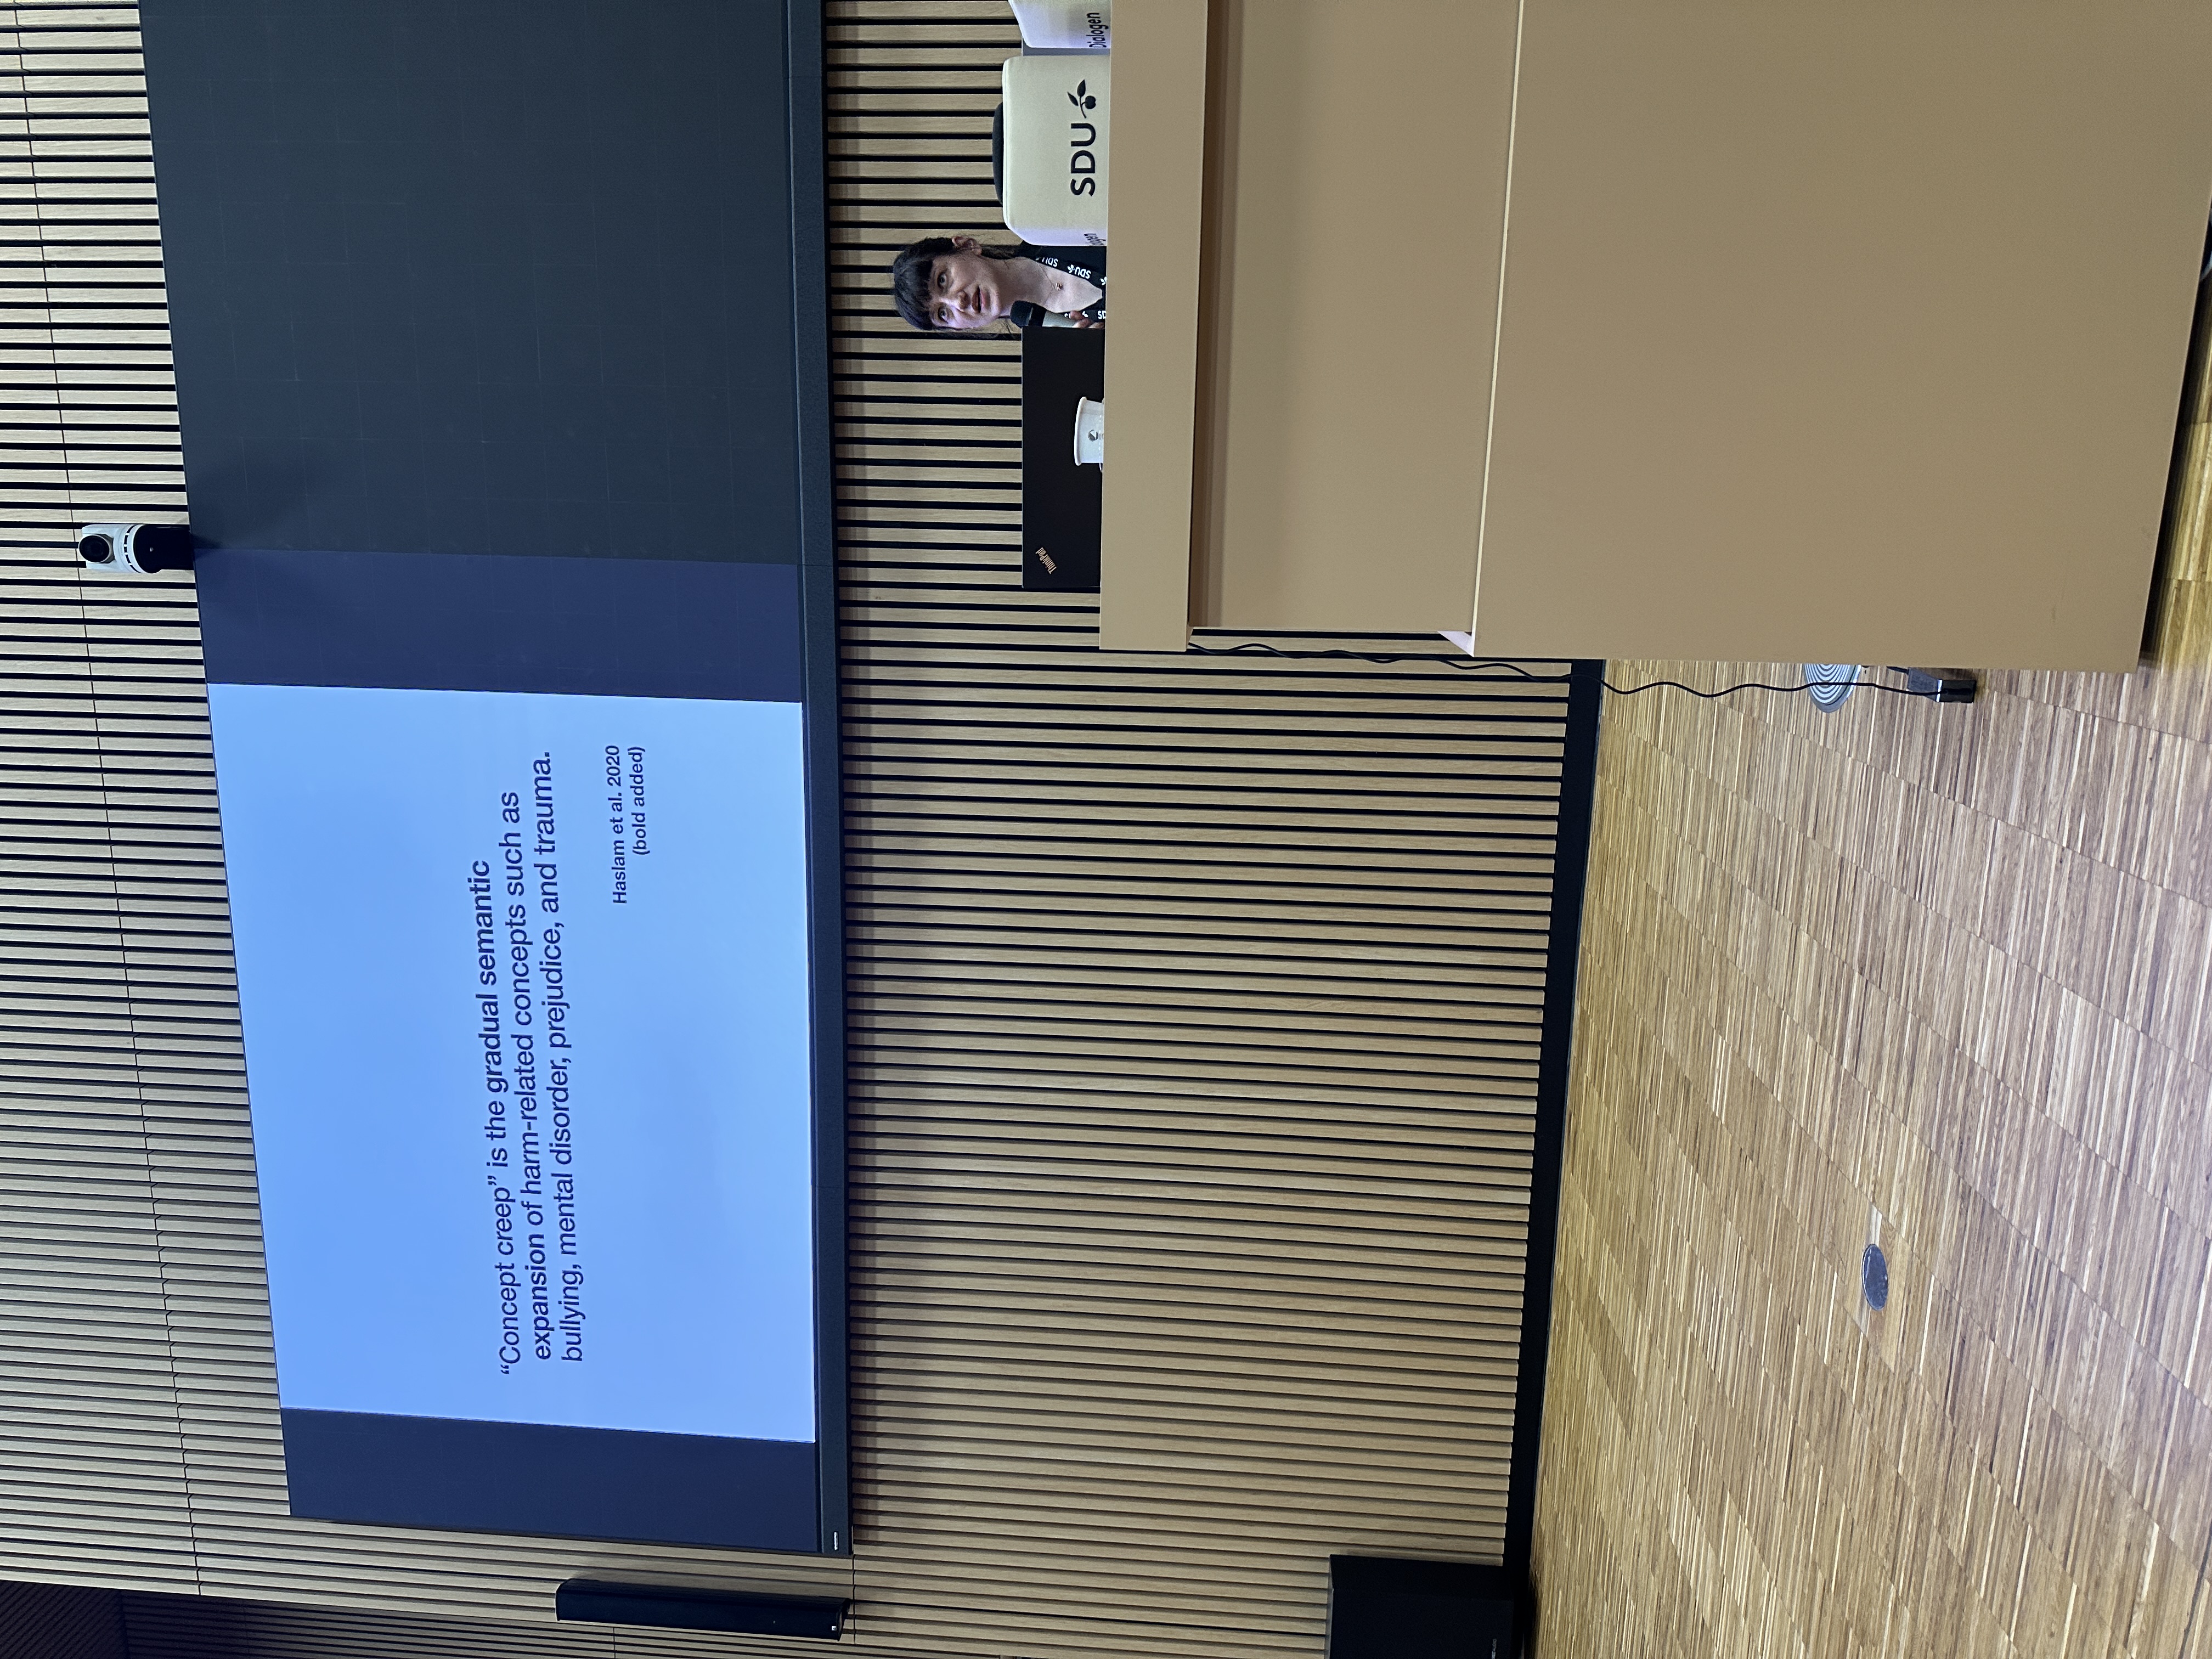 “Concept creep” is the gradual semantic
expansion of harm-related concepts such as
bullying, mental disorder, prejudice, and trauma.
Haslam et al. 2020
(bold added)
ThinkPad
SDU
SDU
SDU
Dialogen